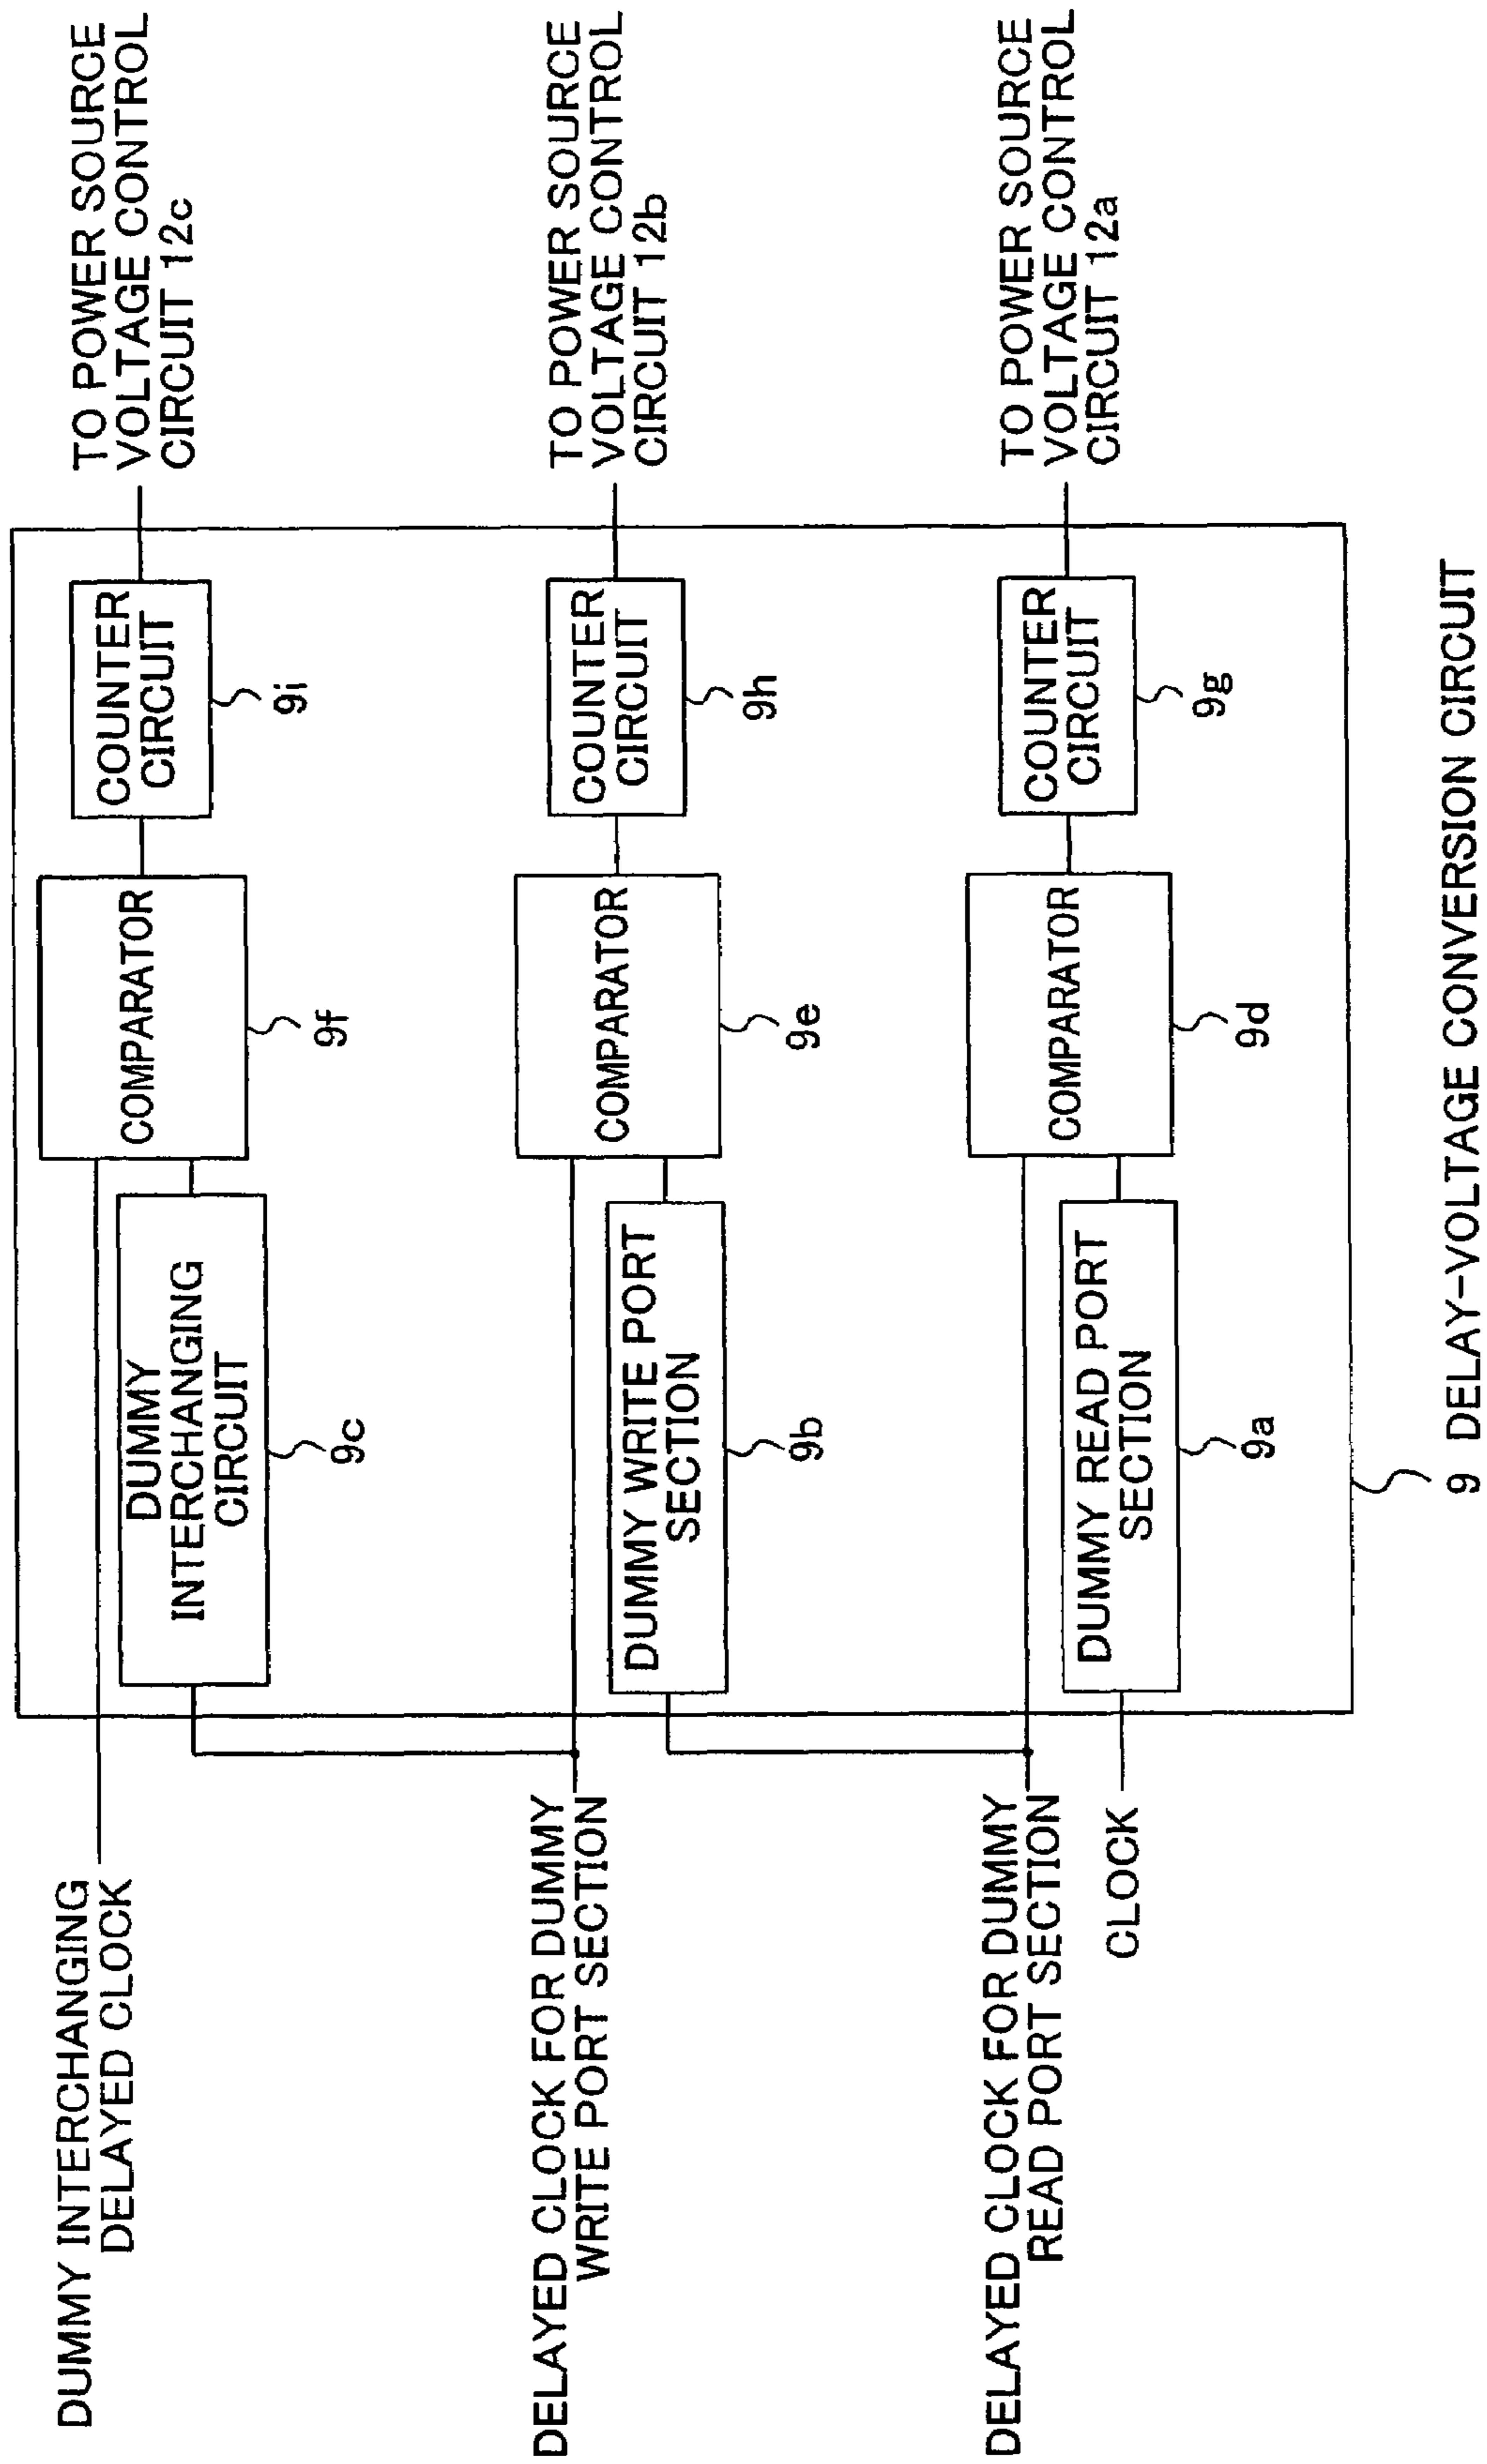 DUMMY INTERCHANGING
DELAYED CLOCK
DUMMY
INTERCHANGING
CIRCUIT
9c
COMPARATOR
9f
COUNTER
CIRCUIT
9i
TO POWER SOURCE
VOLTAGE CONTROL
CIRCUIT 12c
DELAYED CLOCK FOR DUMMY
WRITE PORT SECTION
DUMMY WRITE PORT
SECTION
9b
COMPARATOR
9e
COUNTER
CIRCUIT
9h
TO POWER SOURCE
VOLTAGE CONTROL
CIRCUIT 12b
DELAYED CLOCK FOR DUMMY
READ PORT SECTION
CLOCK
DUMMY READ PORT
SECTION
9a
COMPARATOR
9d
COUNTER
CIRCUIT
9g
TO POWER SOURCE
VOLTAGE CONTROL
CIRCUIT 12a
9 DELAY-VOLTAGE CONVERSION CIRCUIT